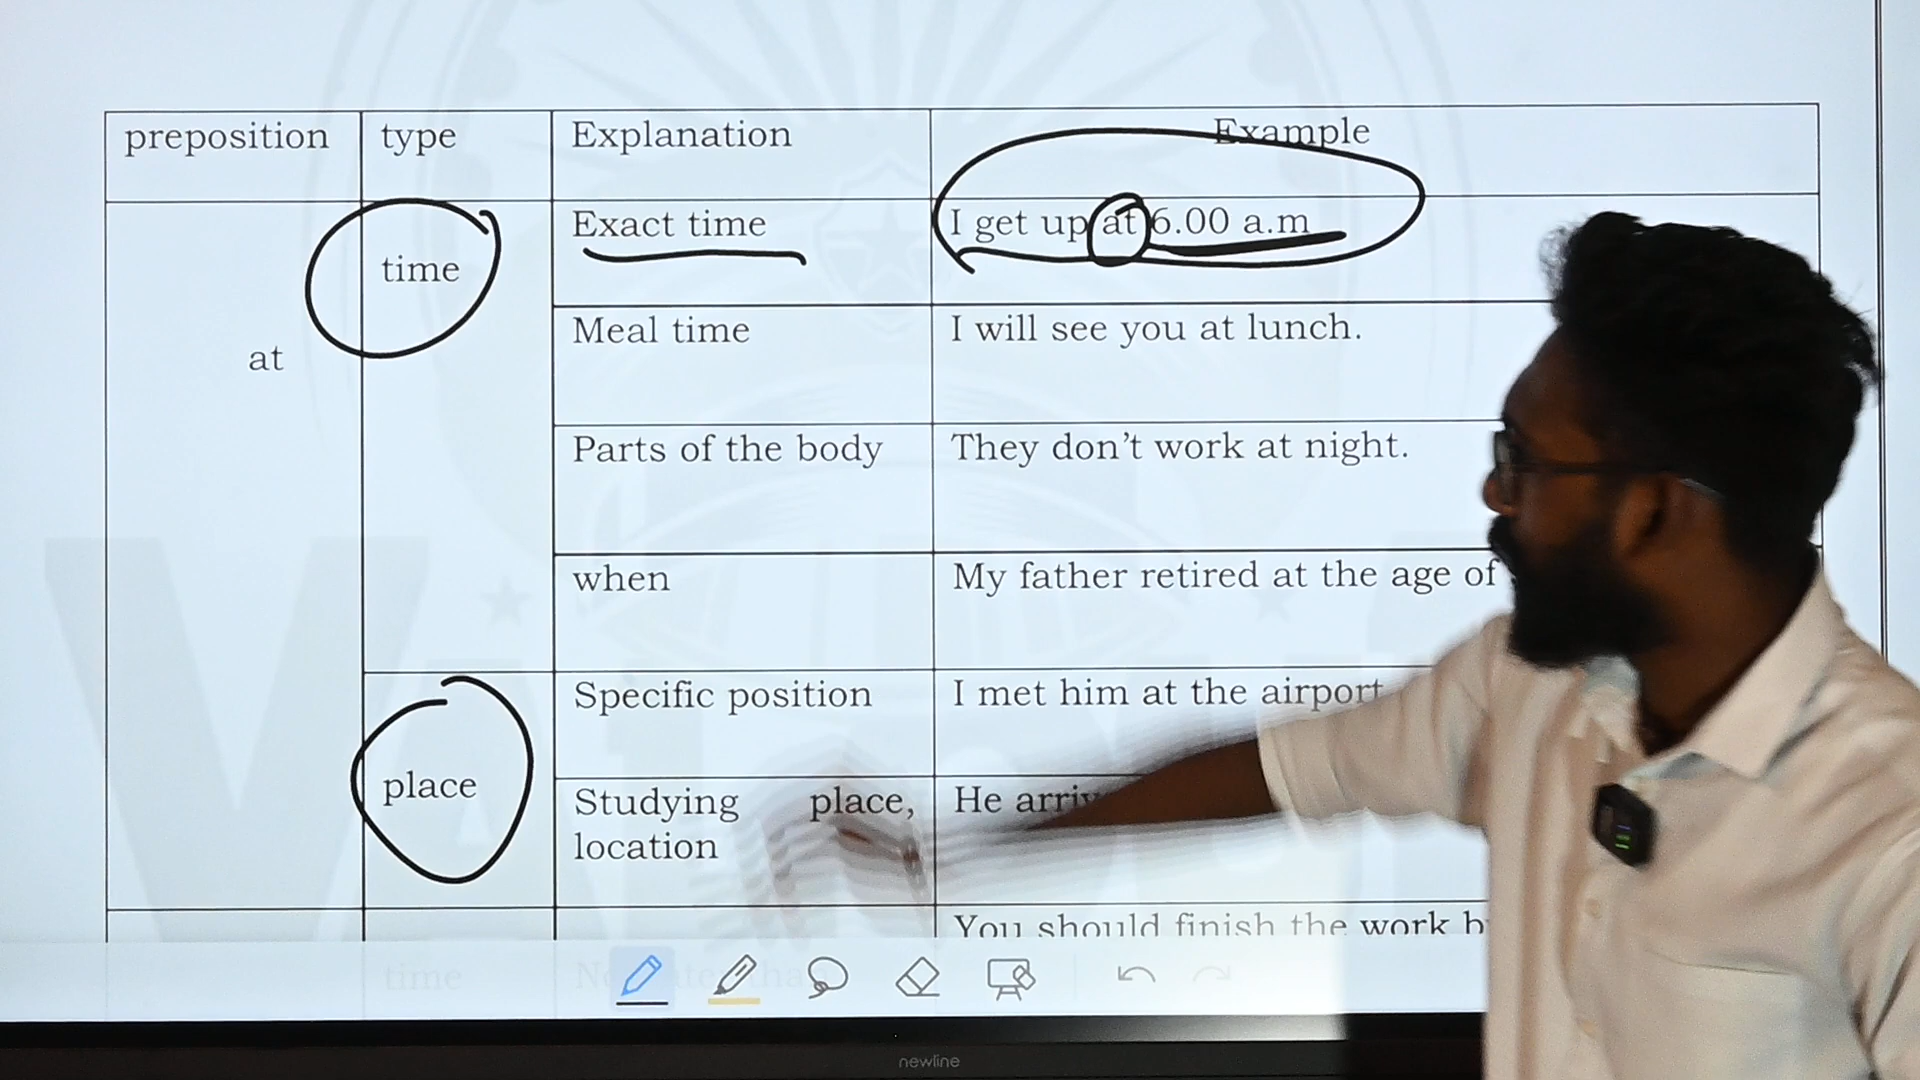 preposition type Explanation Example
Exact time I get up at 6.00 a.m
time
Meal time I will see you at lunch.
at
Parts of the body They don't work at night.
when My father retired at the age of
Specific position I met him at the airport
place
Studying place, He
location
You should finish the work
time
newline